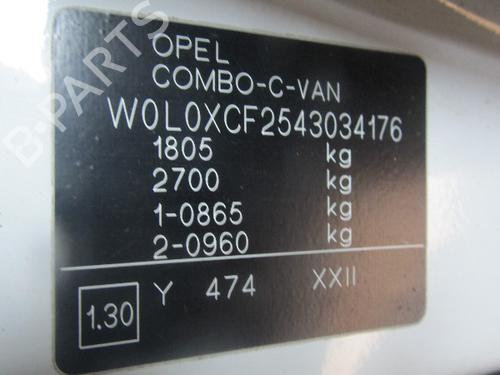 B-PARTS
OPEL
COMBO-C-VAN
W0L0XCF2543034176
1805 kg
2700 kg
1-0865 kg
2-0960 kg
1.30 Y 474 XXII